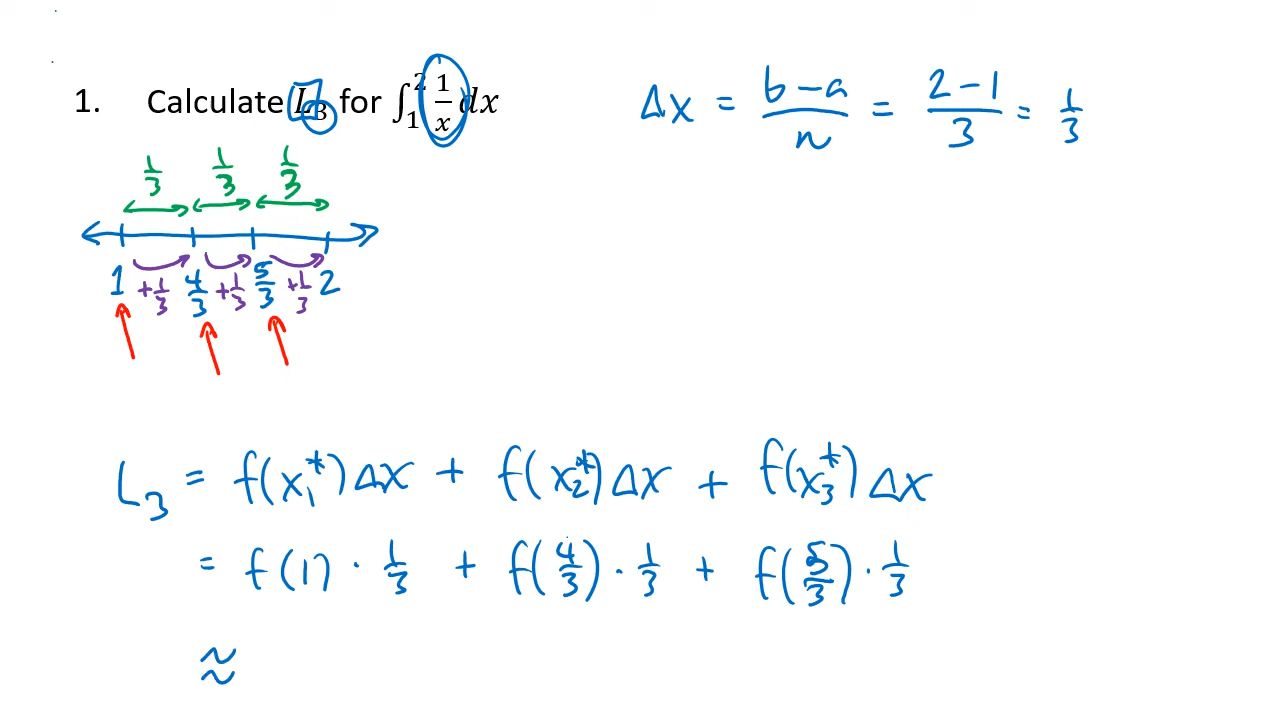 1. Calculate L₃ for ∫₁² 1/x dx
Δx = (b-a)/n = (2-1)/3 = 1/3
1/3 1/3 1/3
1 +1/3 4/3 +1/3 5/3 +1/3 2
L₃ = f(x₁*)Δx + f(x₂*)Δx + f(x₃*)Δx
= f(1) · 1/3 + f(4/3) · 1/3 + f(5/3) · 1/3
≈